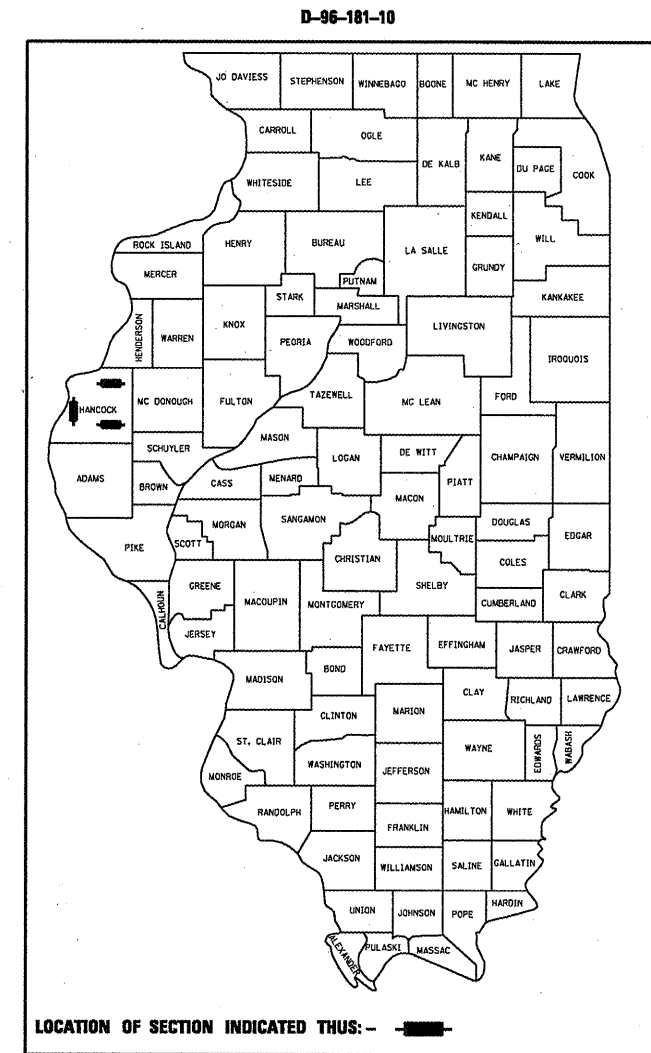 D-96-181-10
JO DAVIESS STEPHENSON WINNEBAGO BOONE MC HENRY LAKE
CARROLL OGLE DE KALB KANE DU PAGE COOK
WHITESIDE LEE
KENDALL WILL
ROCK ISLAND HENRY BUREAU LA SALLE GRUNDY
MERCER PUTNAM
STARK MARSHALL KANKAKEE
HENDERSON WARREN KNOX PEORIA WOODFORD LIVINGSTON IROQUOIS
HANCOCK MC DONOUGH FULTON TAZEWELL MC LEAN FORD
MASON
SCHUYLER LOGAN DE WITT CHAMPAIGN VERMILION
ADAMS BROWN CASS MENARD MACON PIATT
MORGAN SANGAMON DOUGLAS EDGAR
PIKE SCOTT CHRISTIAN MOULTRIE COLES
GREENE MACOUPIN MONTGOMERY SHELBY CUMBERLAND CLARK
CALHOUN JERSEY
FAYETTE EFFINGHAM JASPER CRAWFORD
MADISON BOND
CLAY RICHLAND LAWRENCE
CLINTON MARION
ST. CLAIR WAYNE EDWARDS WABASH
MONROE WASHINGTON JEFFERSON
RANDOLPH PERRY HAMILTON WHITE
FRANKLIN
JACKSON WILLIAMSON SALINE GALLATIN
UNION JOHNSON POPE HARDIN
ALEXANDER PULASKI MASSAC
LOCATION OF SECTION INDICATED THUS: -